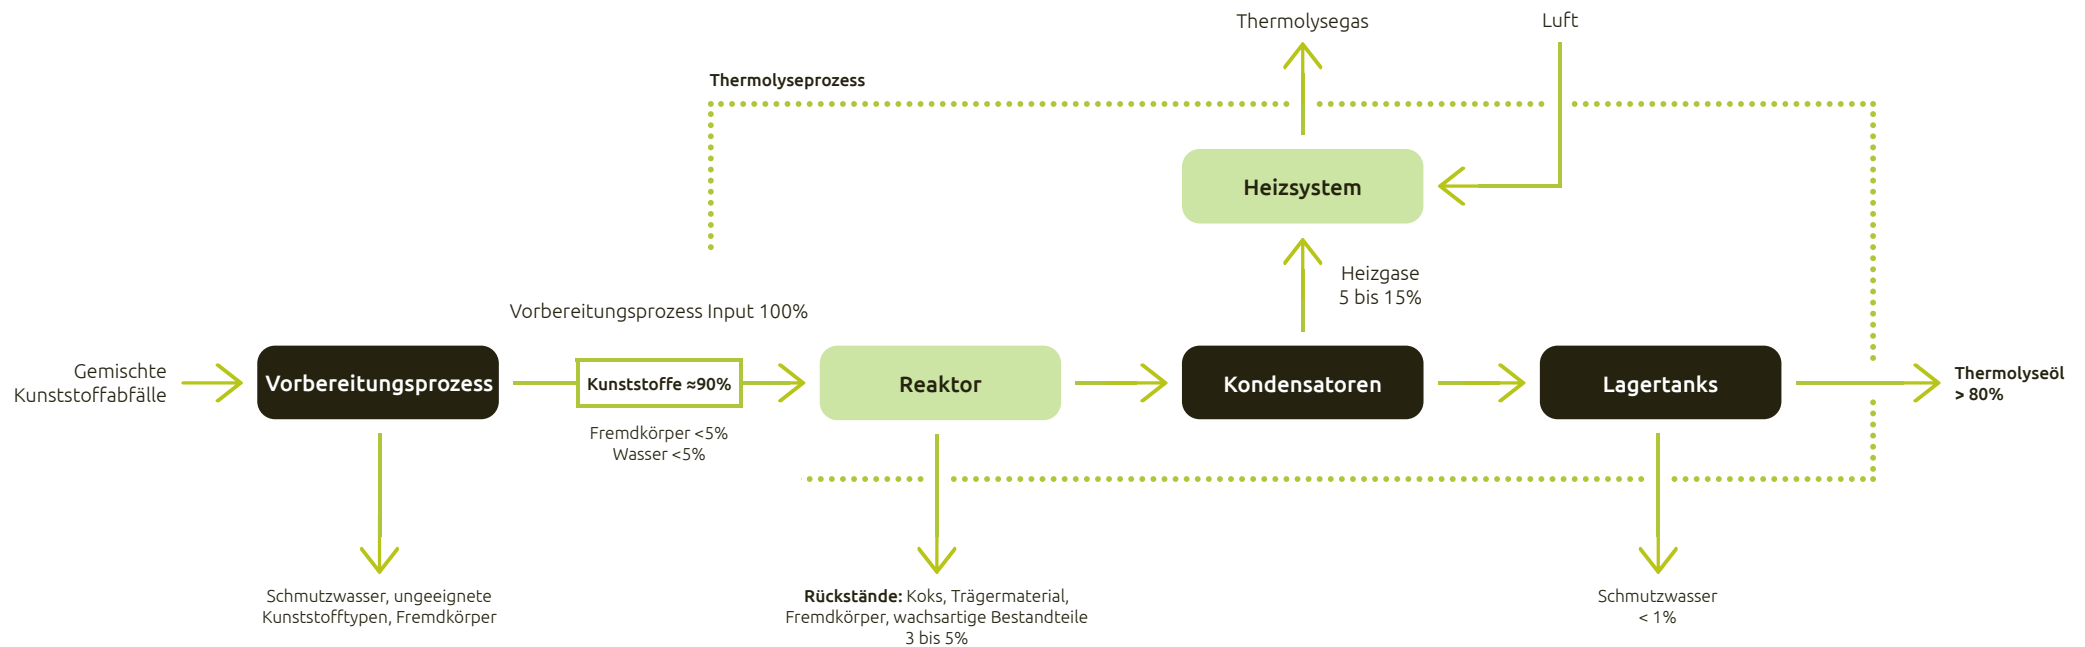 Thermolysegas
Luft
Thermolyseprozess
Heizsystem
Heizgase
5 bis 15%
Vorbereitungsprozess Input 100%
Gemischte
Kunststoffabfälle
Vorbereitungsprozess
Kunststoffe ≈90%
Fremdkörper <5%
Wasser <5%
Reaktor
Kondensatoren
Lagertanks
Thermolyseöl
> 80%
Schmutzwasser, ungeeignete
Kunststofftypen, Fremdkörper
Rückstände: Koks, Trägermaterial,
Fremdkörper, wachsartige Bestandteile
3 bis 5%
Schmutzwasser
< 1%